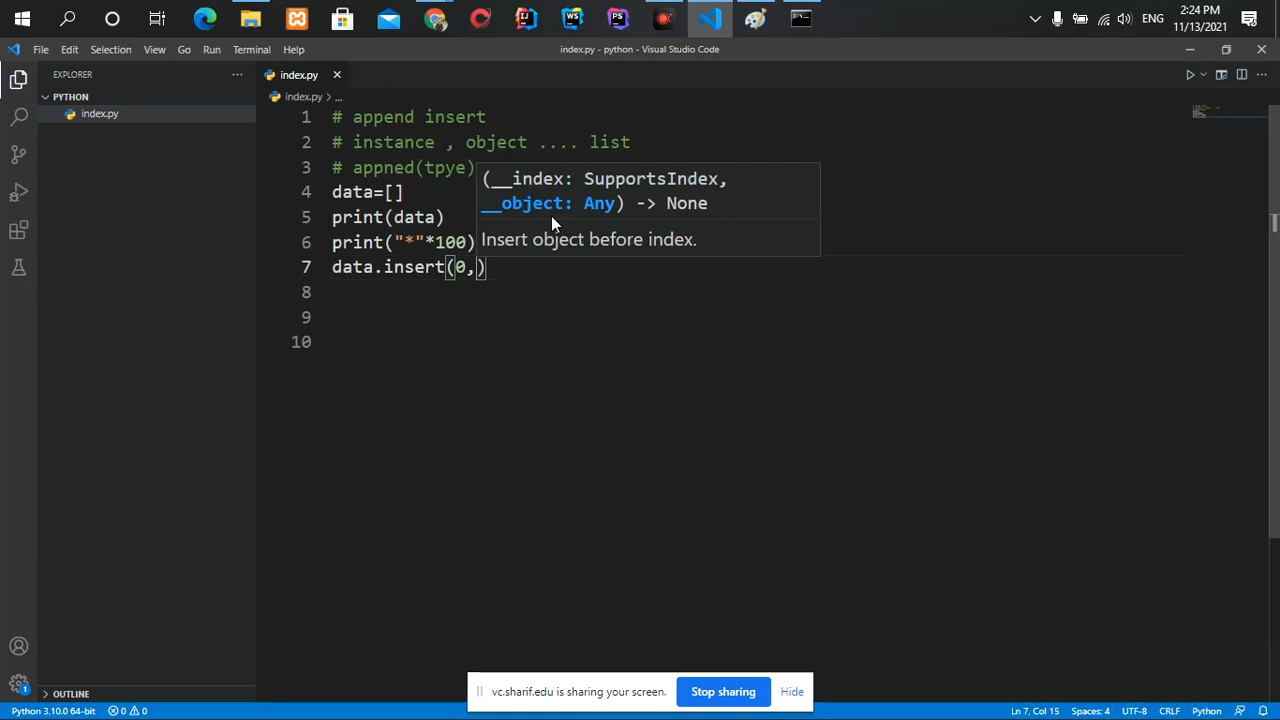 ENG
2:24 PM
11/13/2021
File Edit Selection View Go Run Terminal Help
index.py - python - Visual Studio Code
EXPLORER
index.py
PYTHON
index.py > ...
index.py
1 # append insert
2 # instance , object .... list
3 # appned(tpye)
(__index: SupportsIndex,
4 data=[]
__object: Any) -> None
5 print(data)
Insert object before index.
6 print("*"*100)
7 data.insert(0,)
8
9
10
vc.sharif.edu is sharing your screen. Stop sharing Hide
OUTLINE
Python 3.10.0 64-bit 0 0 Ln 7, Col 15 Spaces: 4 UTF-8 CRLF Python